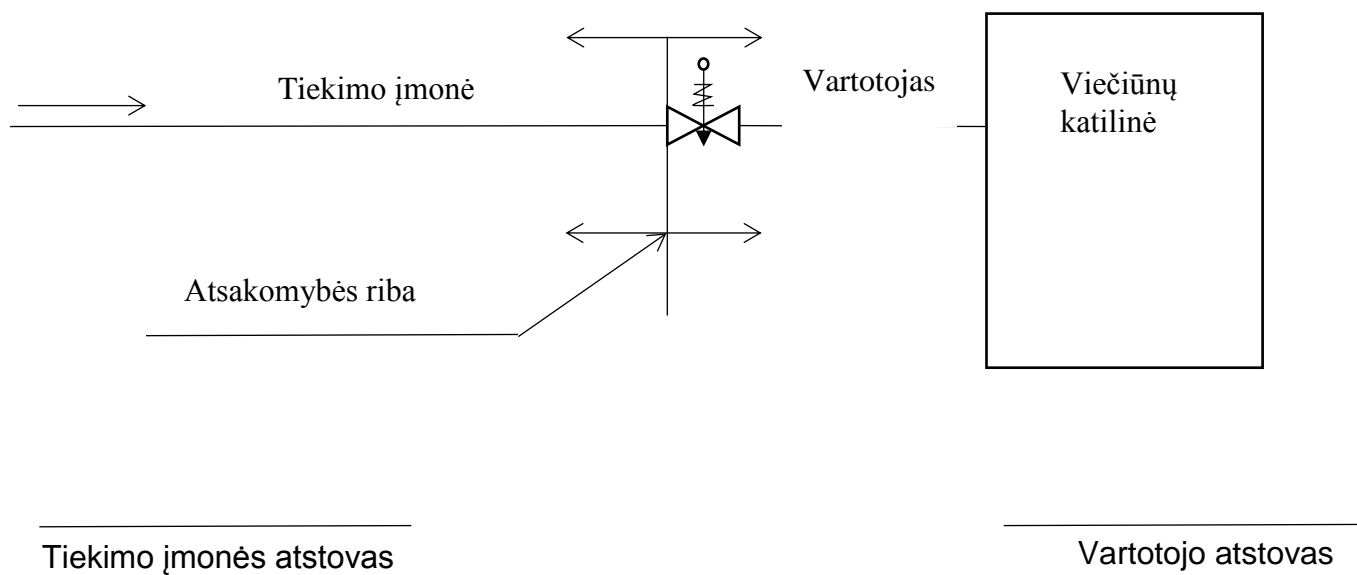 Tiekimo įmonė
Vartotojas
Viečiūnų
katilinė
Atsakomybės riba
Tiekimo įmonės atstovas
Vartotojo atstovas